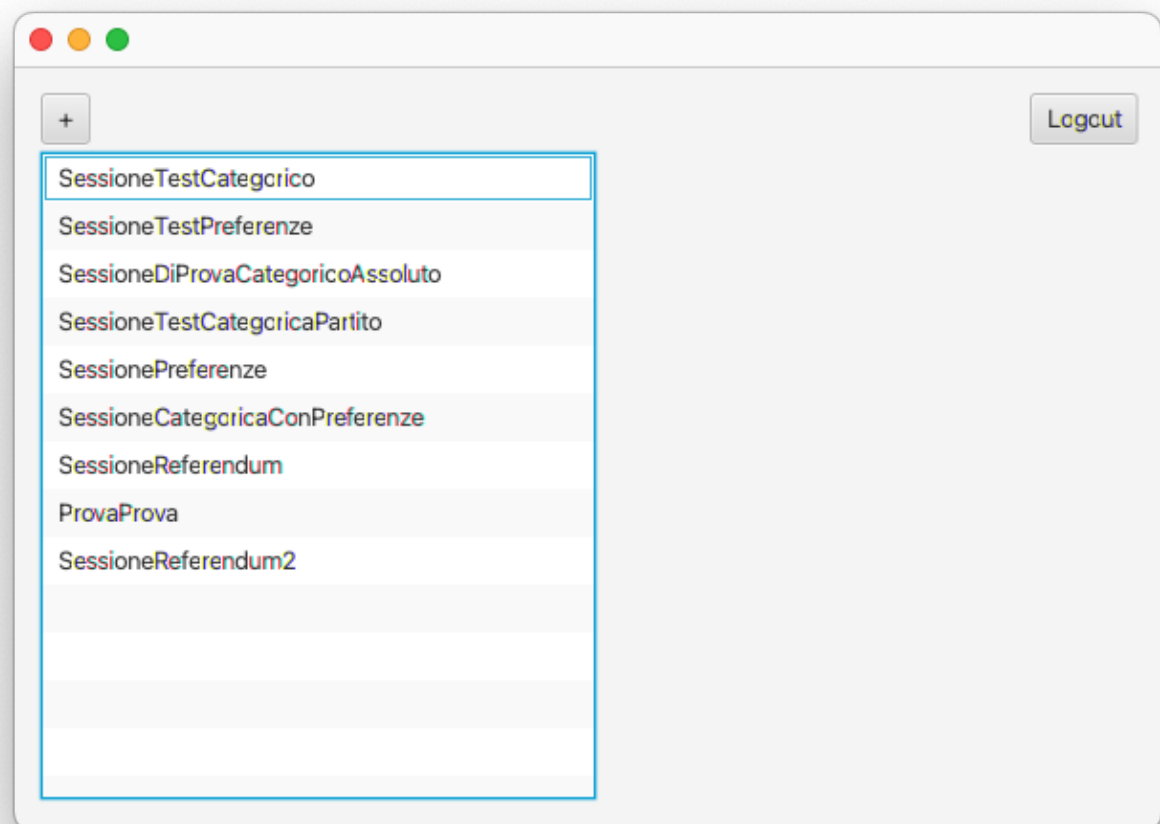 +
Logout
SessioneTestCategorico
SessioneTestPreferenze
SessioneDiProvaCategoricoAssoluto
SessioneTestCategoricaPartito
SessionePreferenze
SessioneCategoricaConPreferenze
SessioneReferendum
ProvaProva
SessioneReferendum2